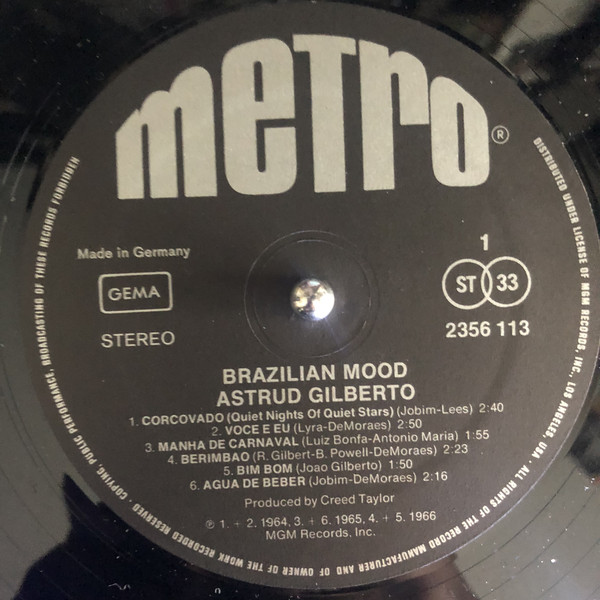 metro
®
Made in Germany
GEMA
STEREO
1
ST 33
2356 113
BRAZILIAN MOOD
ASTRUD GILBERTO
1. CORCOVADO (Quiet Nights Of Quiet Stars) (Jobim-Lees) 2:40
2. VOCE E EU (Lyra-DeMoraes) 2:50
3. MANHA DE CARNAVAL (Luiz Bonfa-Antonio Maria) 1:55
4. BERIMBAO (R. Gilbert-B. Powell-DeMoraes) 2:23
5. BIM BOM (Joao Gilberto) 1:50
6. AGUA DE BEBER (Jobim-DeMoraes) 2:16
Produced by Creed Taylor
℗ 1. + 2. 1964, 3. + 6. 1965, 4. + 5. 1966
MGM Records, Inc.
DISTRIBUTED UNDER LICENSE OF MGM RECORDS, INC., LOS ANGELES, USA. ALL RIGHTS OF THE RECORD MANUFACTURER AND OF OWNER OF THE WORK RECORDED RESERVED · COPYING, PUBLIC PERFORMANCE, BROADCASTING OF THESE RECORDS FORBIDDEN